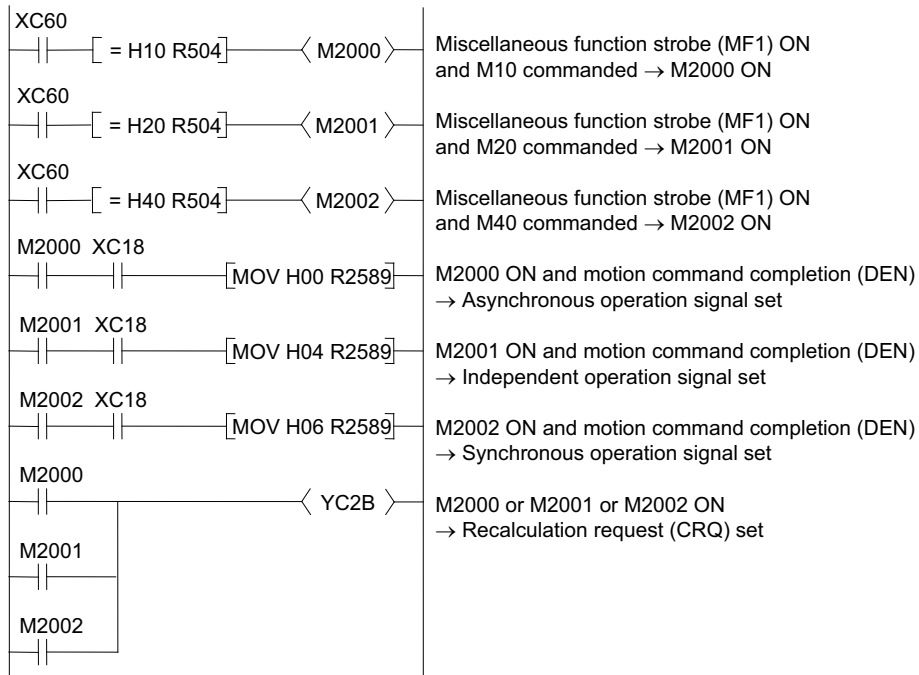 XC60
= H10 R504 M2000 Miscellaneous function strobe (MF1) ON
and M10 commanded → M2000 ON
XC60
= H20 R504 M2001 Miscellaneous function strobe (MF1) ON
and M20 commanded → M2001 ON
XC60
= H40 R504 M2002 Miscellaneous function strobe (MF1) ON
and M40 commanded → M2002 ON
M2000 XC18
MOV H00 R2589 M2000 ON and motion command completion (DEN)
→ Asynchronous operation signal set
M2001 XC18
MOV H04 R2589 M2001 ON and motion command completion (DEN)
→ Independent operation signal set
M2002 XC18
MOV H06 R2589 M2002 ON and motion command completion (DEN)
→ Synchronous operation signal set
M2000
YC2B M2000 or M2001 or M2002 ON
→ Recalculation request (CRQ) set
M2001
M2002